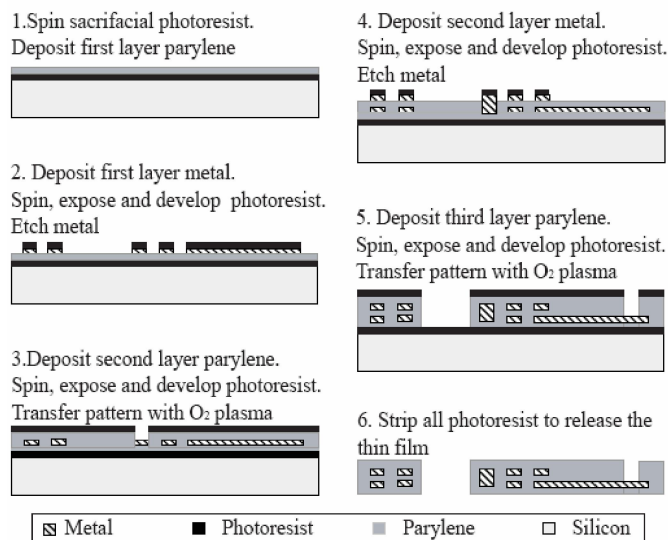 1.Spin sacrifacial photoresist.
Deposit first layer parylene
2. Deposit first layer metal.
Spin, expose and develop photoresist.
Etch metal
3.Deposit second layer parylene.
Spin, expose and develop photoresist.
Transfer pattern with O₂ plasma
4. Deposit second layer metal.
Spin, expose and develop photoresist.
Etch metal
5. Deposit third layer parylene.
Spin, expose and develop photoresist.
Transfer pattern with O₂ plasma
6. Strip all photoresist to release the
thin film
Metal Photoresist Parylene Silicon